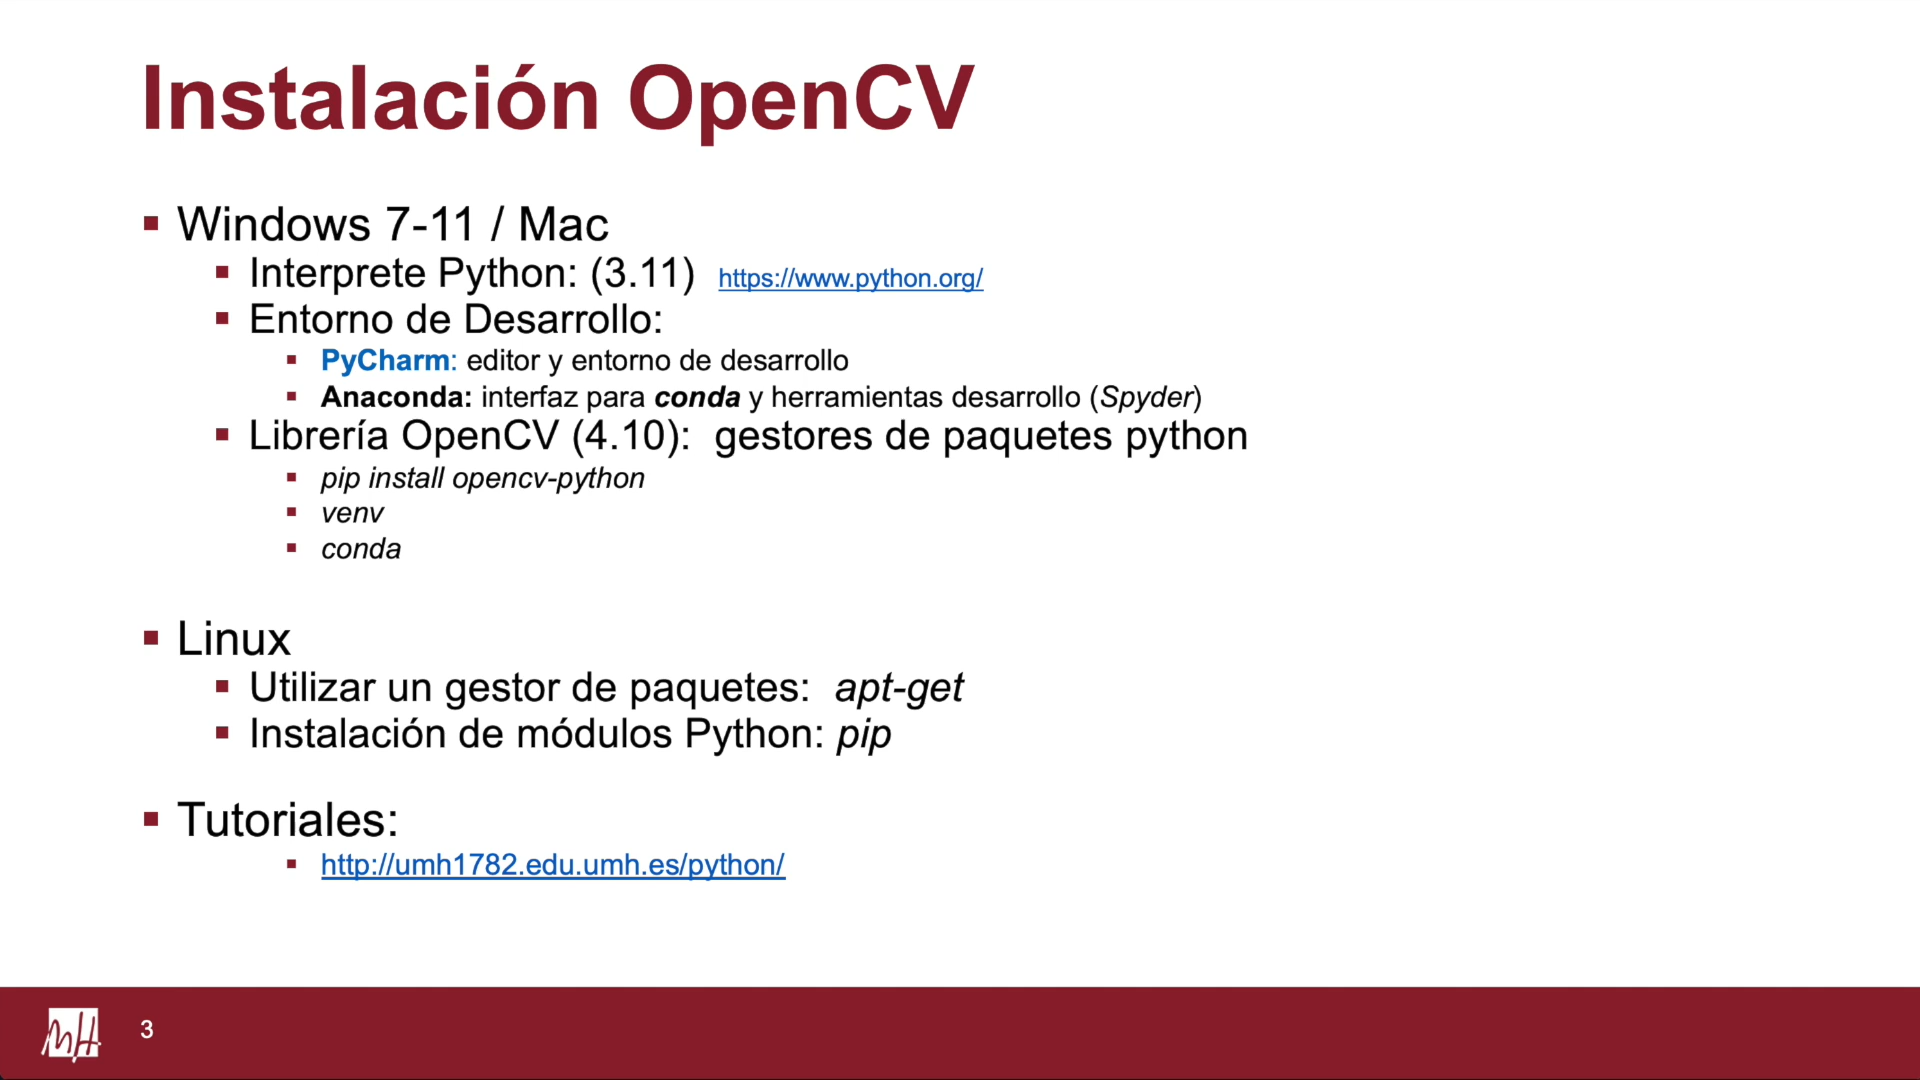 Instalación OpenCV
Windows 7-11 / Mac
Interprete Python: (3.11) https://www.python.org/
Entorno de Desarrollo:
PyCharm: editor y entorno de desarrollo
Anaconda: interfaz para conda y herramientas desarrollo (Spyder)
Librería OpenCV (4.10): gestores de paquetes python
pip install opencv-python
venv
conda
Linux
Utilizar un gestor de paquetes: apt-get
Instalación de módulos Python: pip
Tutoriales:
http://umh1782.edu.umh.es/python/
MH
3